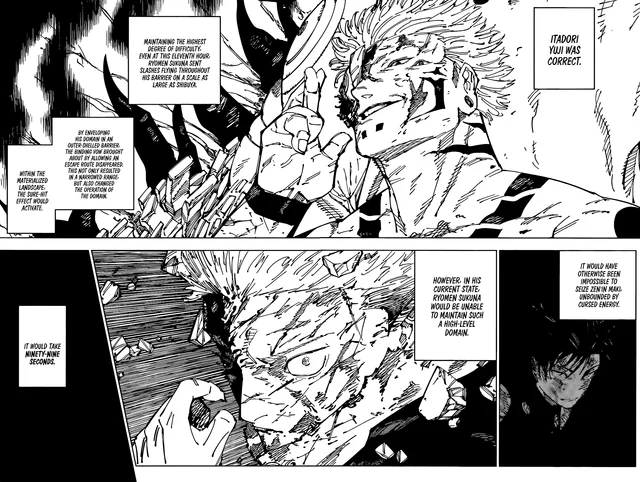 ITADORI
YUJI WAS
CORRECT.
MAINTAINING THE HIGHEST
DEGREE OF DIFFICULTY,
EVEN AT THIS ELEVENTH HOUR,
RYOMEN SUKUNA SENT
SLASHES FLYING THROUGHOUT
HIS BARRIER ON A SCALE AS
LARGE AS SHIBUYA.
BY ENVELOPING
HIS DOMAIN IN AN
OUTER-SHELLED BARRIER,
THE BINDING VOW BROUGHT
ABOUT BY ALLOWING AN
ESCAPE ROUTE DISAPPEARED.
THIS NOT ONLY RESULTED
IN A NARROWED RANGE,
BUT ALSO CHANGED
THE OPERATION OF
THE DOMAIN.
WITHIN THE
MATERIALIZED
LANDSCAPE,
THE SURE-HIT
EFFECT WOULD
ACTIVATE.
IT WOULD HAVE
OTHERWISE BEEN
IMPOSSIBLE TO
SEIZE ZEN'IN MAKI,
UNBOUNDED BY
CURSED ENERGY.
HOWEVER, IN HIS
CURRENT STATE,
RYOMEN SUKUNA
WOULD BE UNABLE
TO MAINTAIN SUCH
A HIGH-LEVEL
DOMAIN.
IT WOULD TAKE
NINETY-NINE
SECONDS.